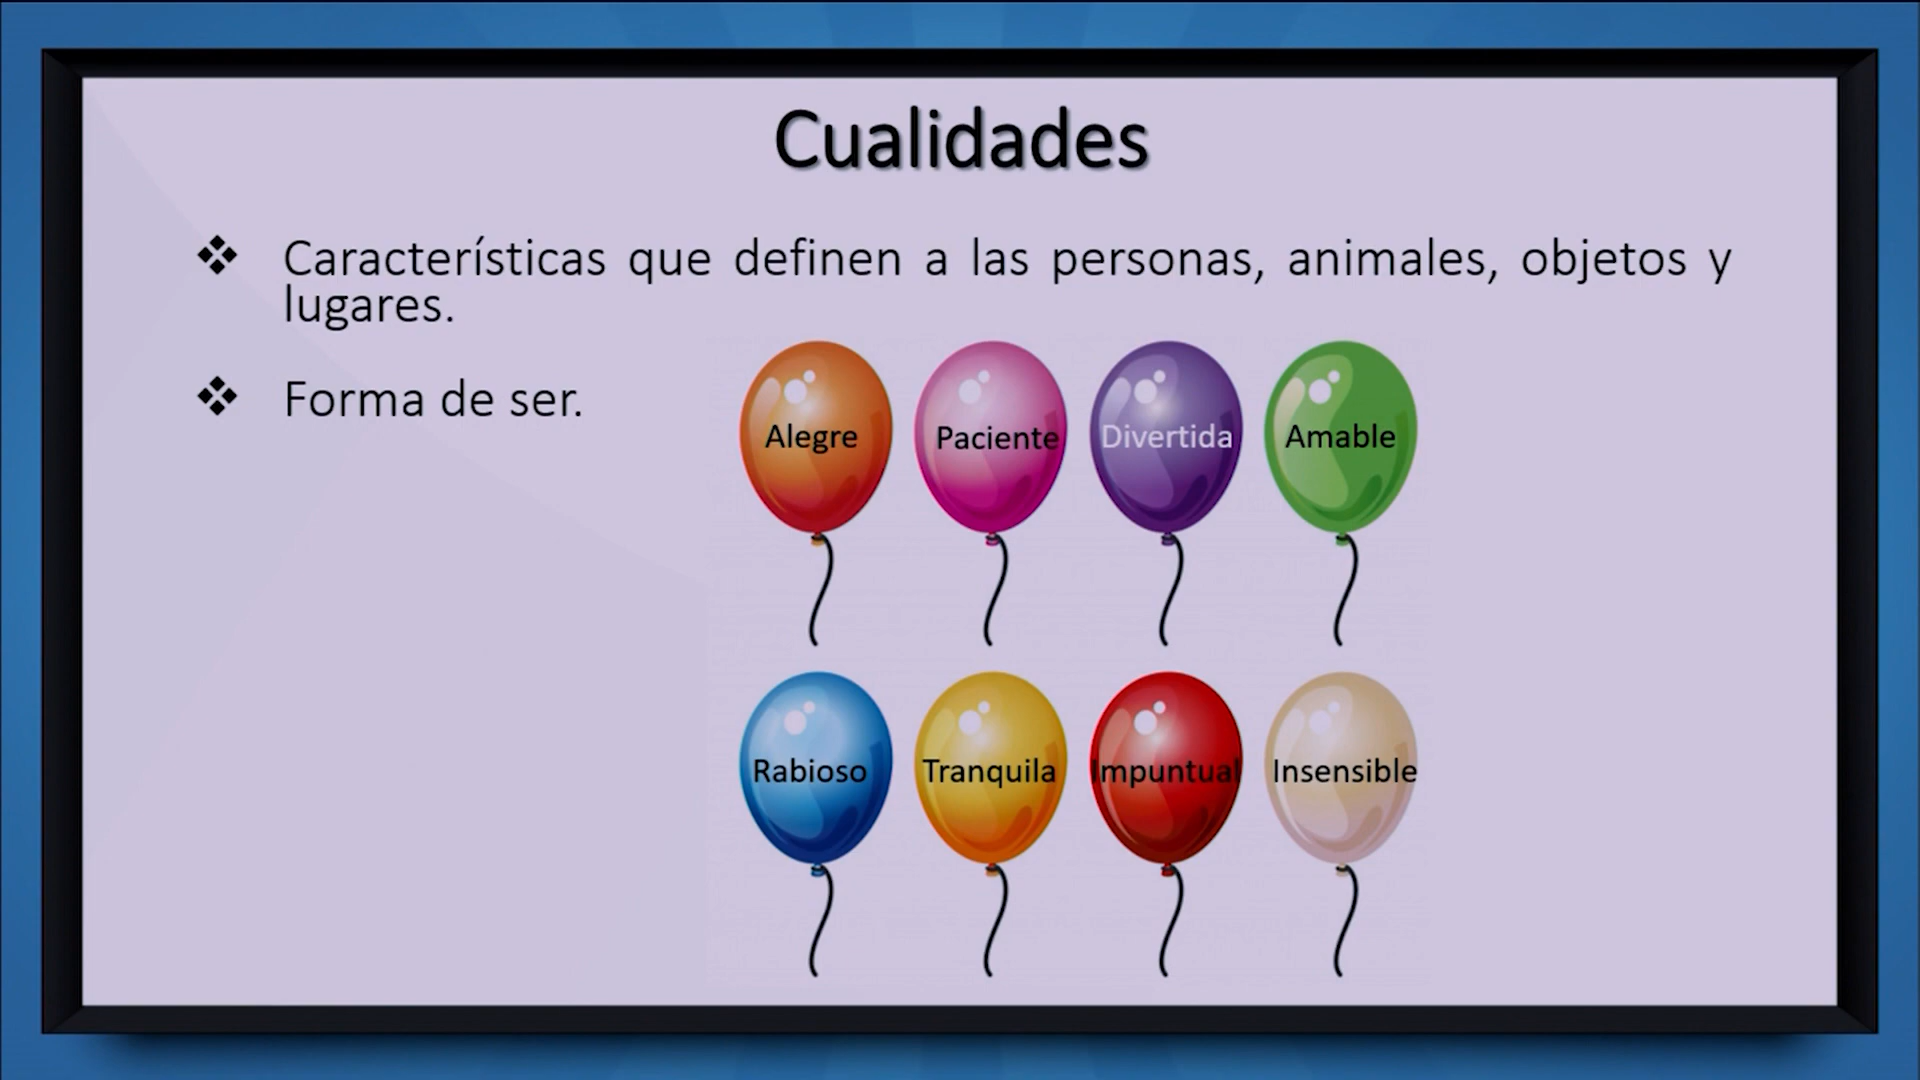 Cualidades
Características que definen a las personas, animales, objetos y
lugares.
Forma de ser.
Alegre Paciente Divertida Amable
Rabioso Tranquila Impuntual Insensible